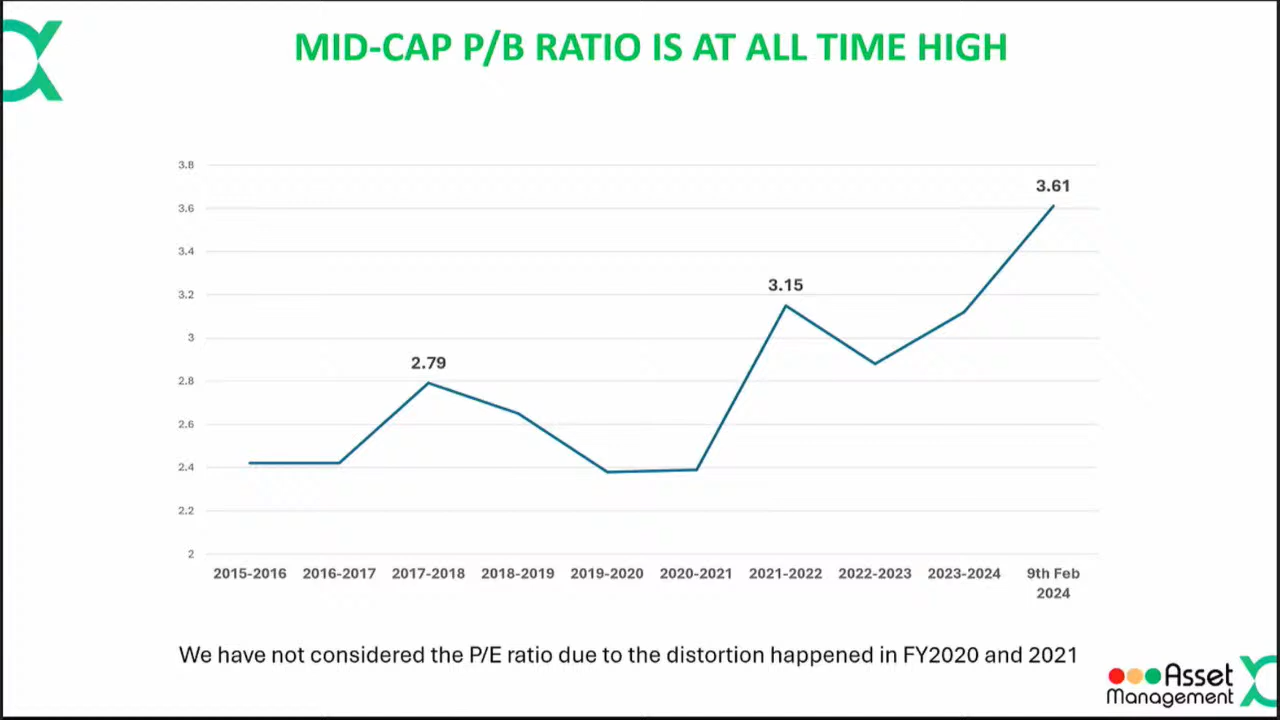 MID-CAP P/B RATIO IS AT ALL TIME HIGH
3.8
3.6
3.4
3.2
3
2.8
2.6
2.4
2.2
2
2.79
3.15
3.61
2015-2016 2016-2017 2017-2018 2018-2019 2019-2020 2020-2021 2021-2022 2022-2023 2023-2024 9th Feb
2024
We have not considered the P/E ratio due to the distortion happened in FY2020 and 2021
Asset
Management